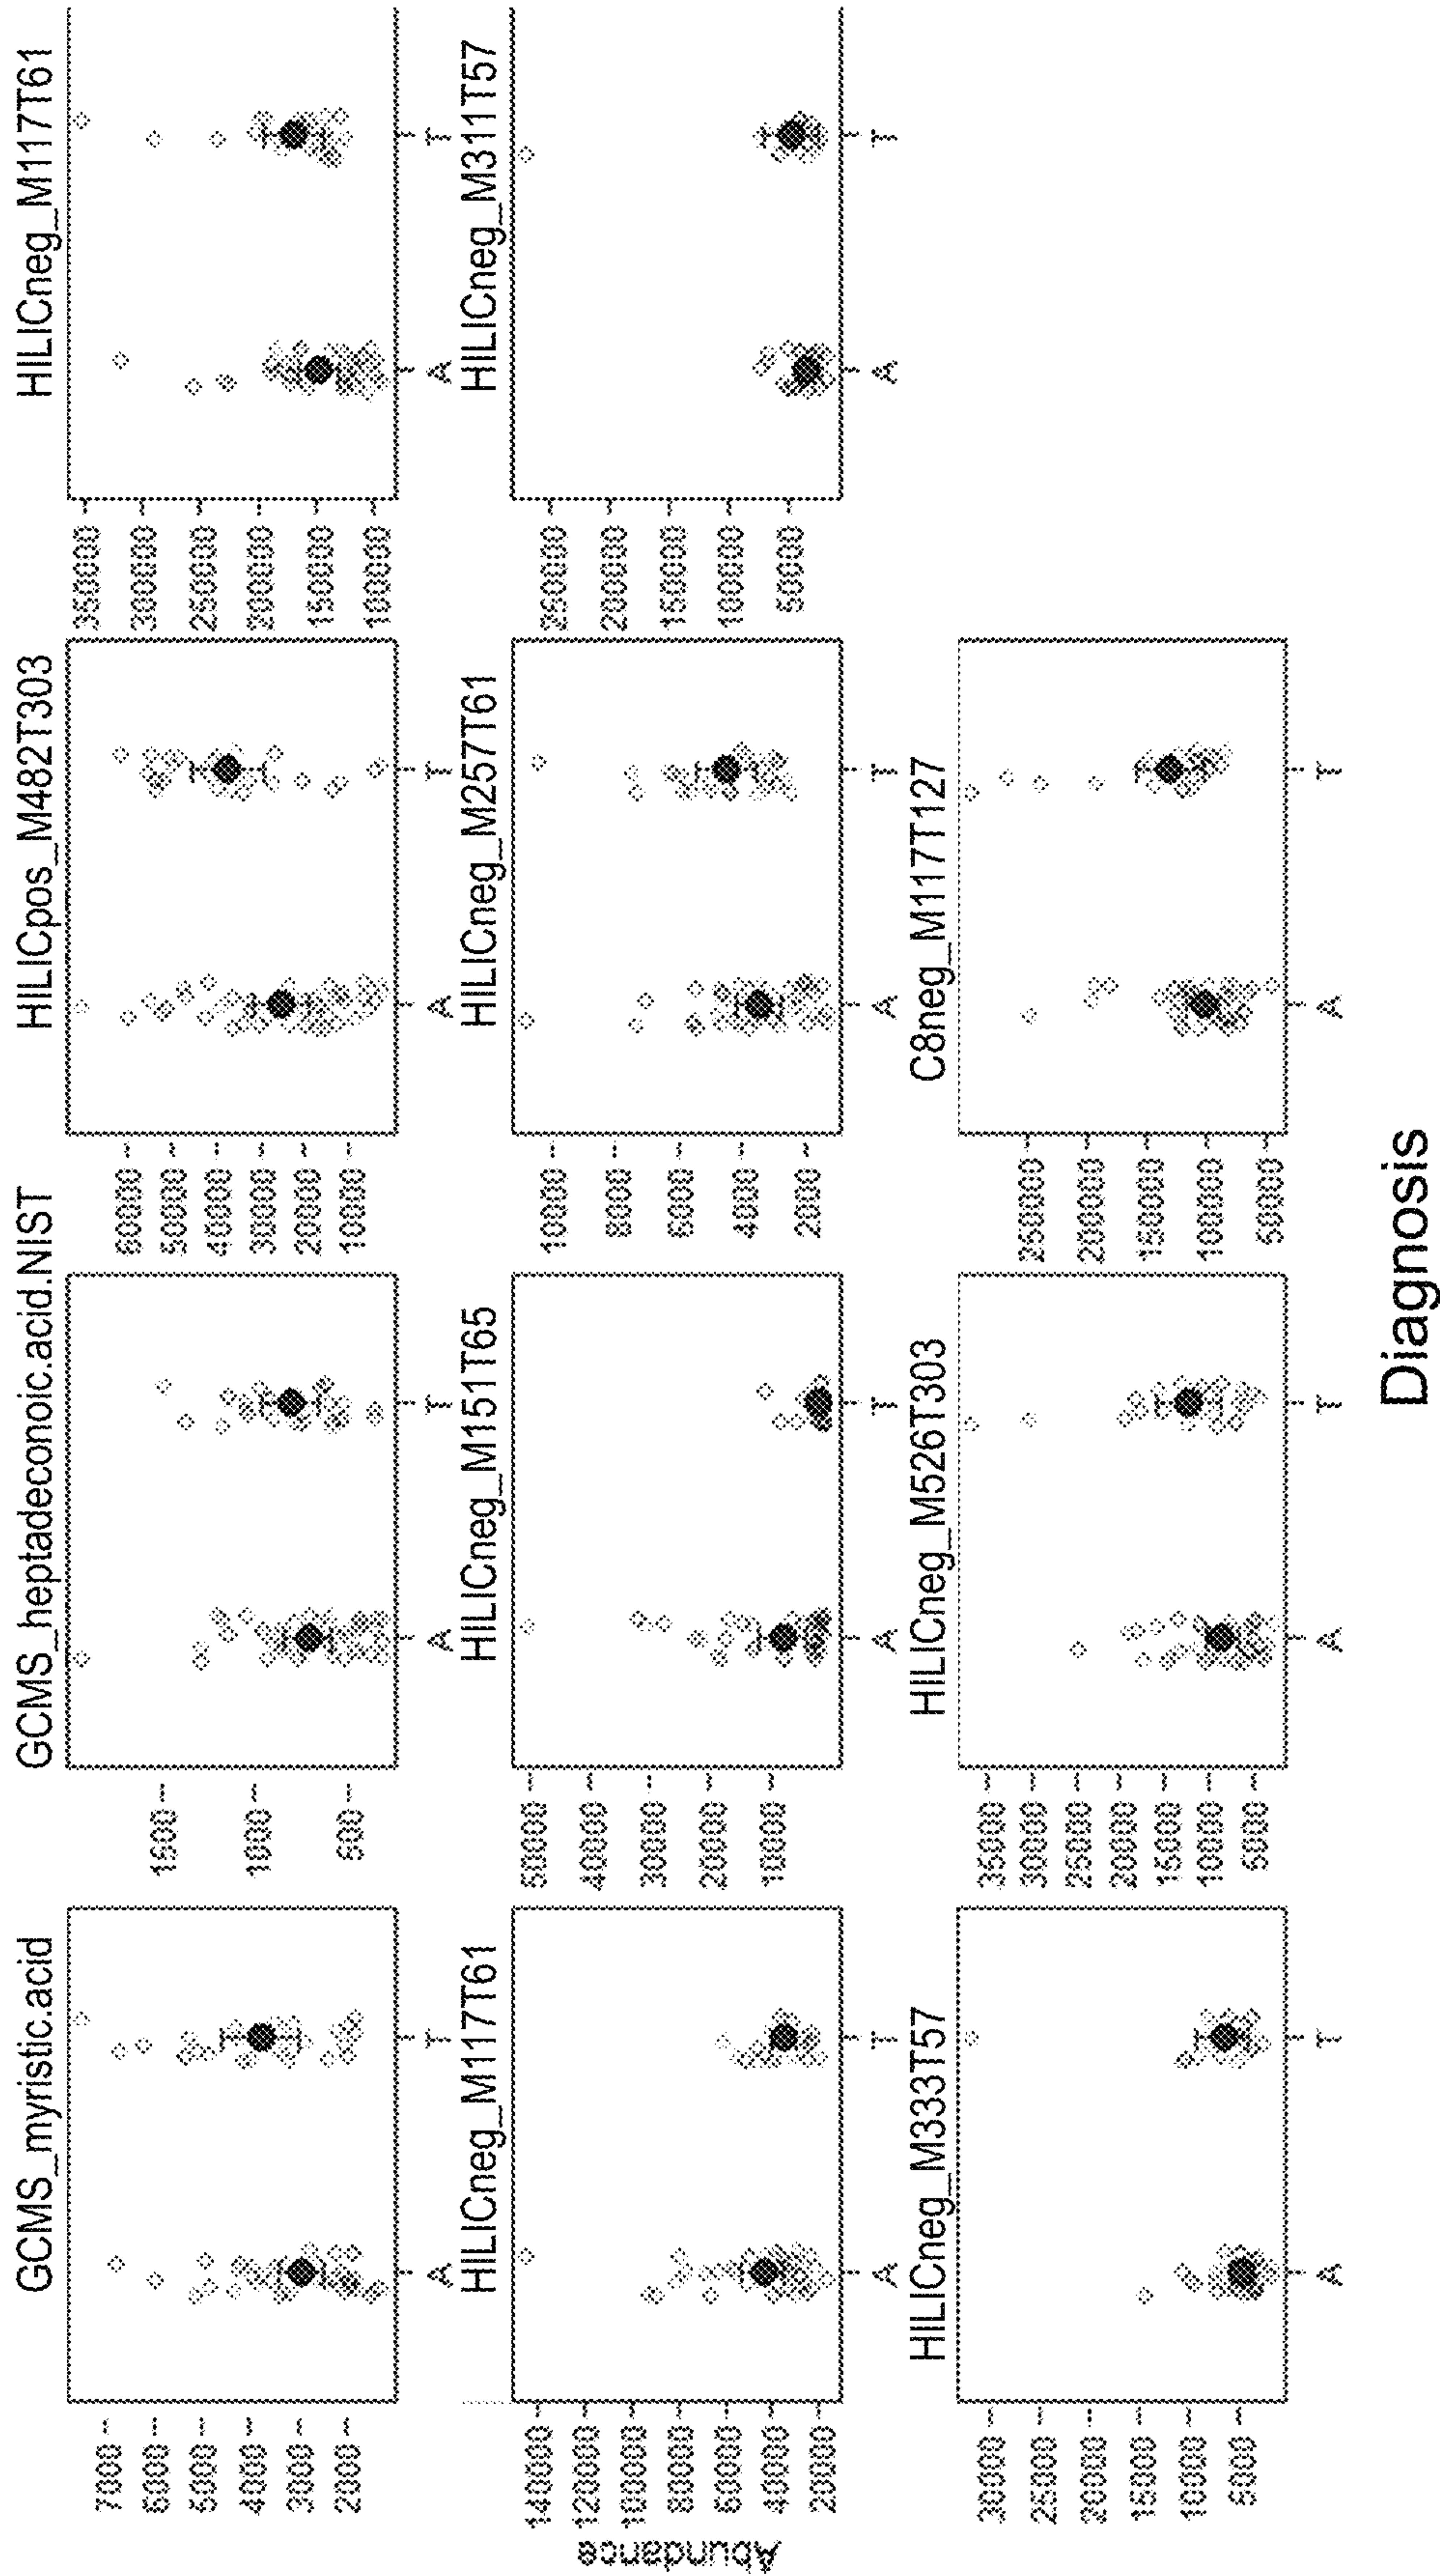 GCMS_myristic.acid
7000
6000
5000
4000
3000
2000
A T
GCMS_heptadeconoic.acid.NIST
1500
1000
500
A T
HILICpos_M482T303
60000
50000
40000
30000
20000
10000
A T
HILICneg_M117T61
350000
300000
250000
200000
150000
100000
A T
Abundance
HILICneg_M117T61
140000
120000
100000
80000
60000
40000
20000
A T
HILICneg_M151T65
50000
40000
30000
20000
10000
A T
HILICneg_M257T61
10000
8000
6000
4000
2000
A T
HILICneg_M311T57
250000
200000
150000
100000
50000
A T
HILICneg_M333T57
30000
25000
20000
15000
10000
5000
A T
HILICneg_M526T303
35000
30000
25000
20000
15000
10000
5000
A T
C8neg_M117T127
250000
200000
150000
100000
50000
A T
Diagnosis